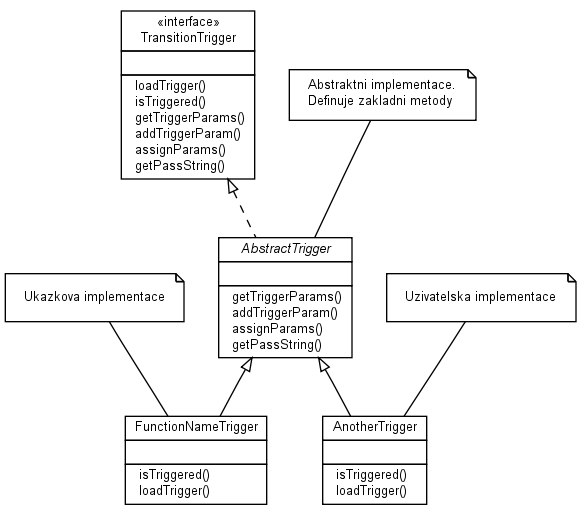 «interface»
TransitionTrigger
loadTrigger()
isTriggered()
getTriggerParams()
addTriggerParam()
assignParams()
getPassString()
Abstraktni implementace.
Definuje zakladni metody
AbstractTrigger
getTriggerParams()
addTriggerParam()
assignParams()
getPassString()
Ukazkova implementace
Uzivatelska implementace
FunctionNameTrigger
isTriggered()
loadTrigger()
AnotherTrigger
isTriggered()
loadTrigger()